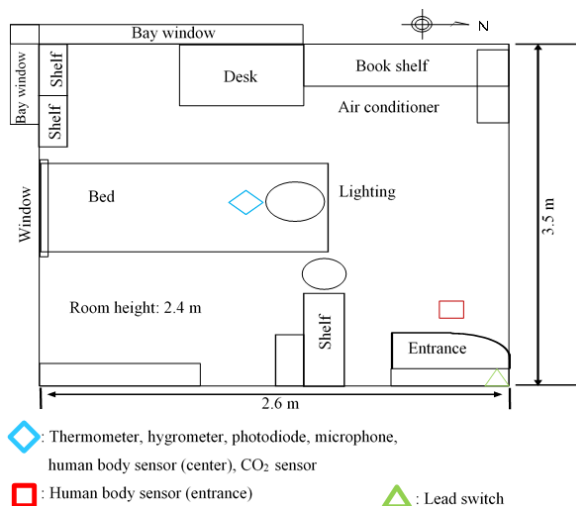 Bay window
N
Bay window
Shelf
Desk
Book shelf
Shelf
Air conditioner
Window
Bed
Lighting
3.5 m
Room height: 2.4 m
Shelf
Entrance
2.6 m
: Thermometer, hygrometer, photodiode, microphone,
human body sensor (center), CO₂ sensor
: Human body sensor (entrance)
: Lead switch